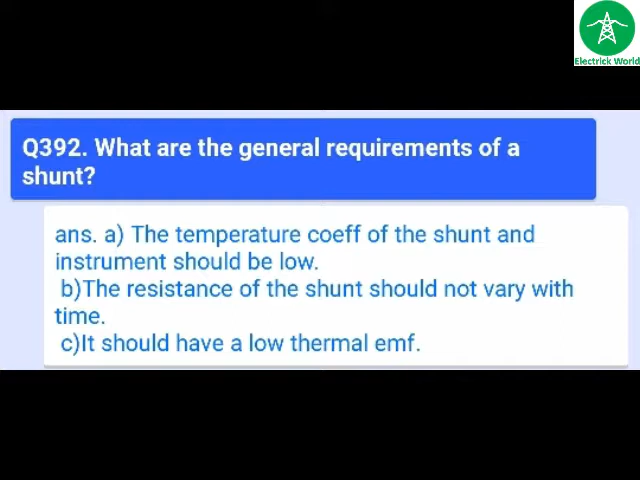 Electrick World
Q392. What are the general requirements of a
shunt?
ans. a) The temperature coeff of the shunt and
instrument should be low.
b)The resistance of the shunt should not vary with
time.
c)It should have a low thermal emf.